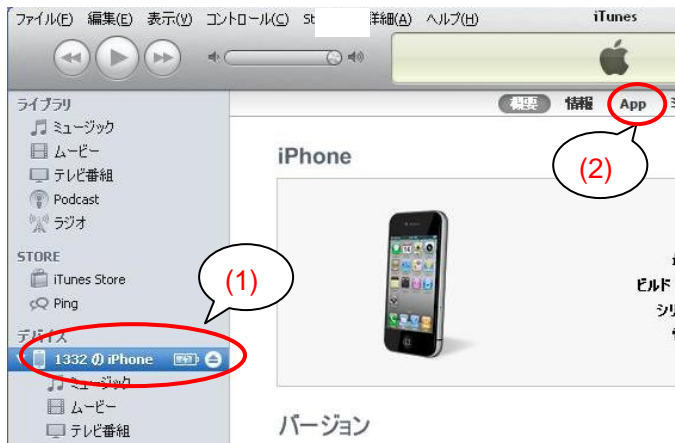 ファイル(F) 編集(E) 表示(V) コントロール(C) St 詳細(A) ヘルプ(H) iTunes
ライブラリ
ミュージック
ムービー
テレビ番組
Podcast
ラジオ
STORE
iTunes Store
Ping
デバイス
1332 の iPhone
ミュージック
ムービー
テレビ番組
概要 情報 App
(2)
iPhone
(1)
ビルド
シリ
バージョン